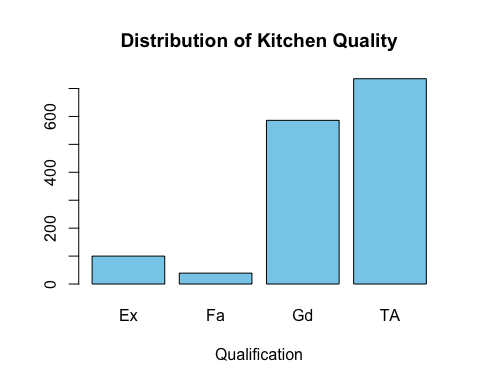 Distribution of Kitchen Quality
600
400
200
0
Ex Fa Gd TA
Qualification